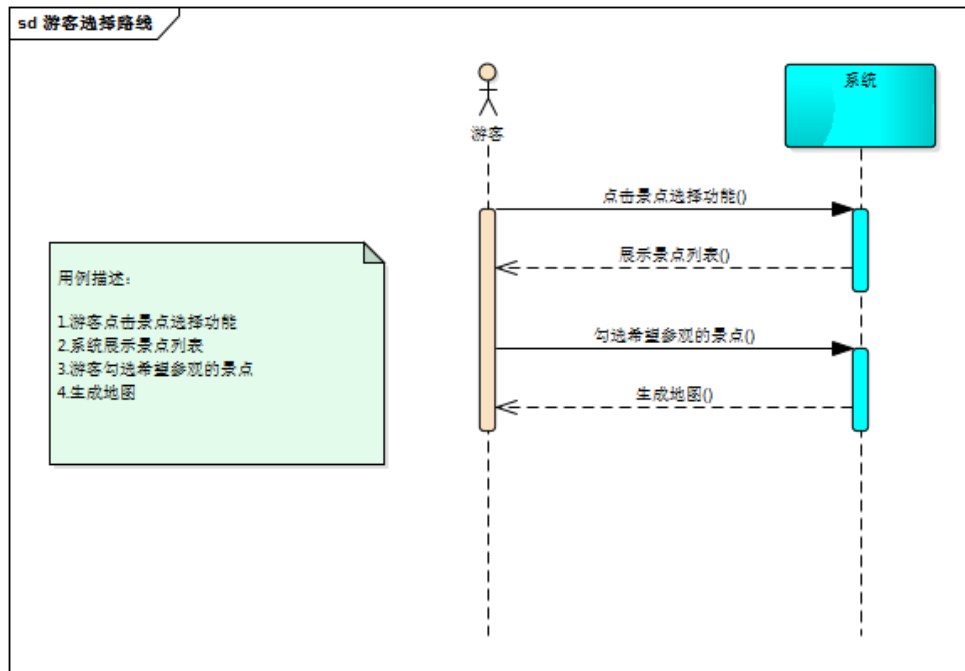 sd 游客选择路线
系统
游客
点击景点选择功能()
展示景点列表()
用例描述：
1.游客点击景点选择功能
2.系统展示景点列表
3.游客勾选希望参观的景点
4.生成地图
勾选希望参观的景点()
生成地图()